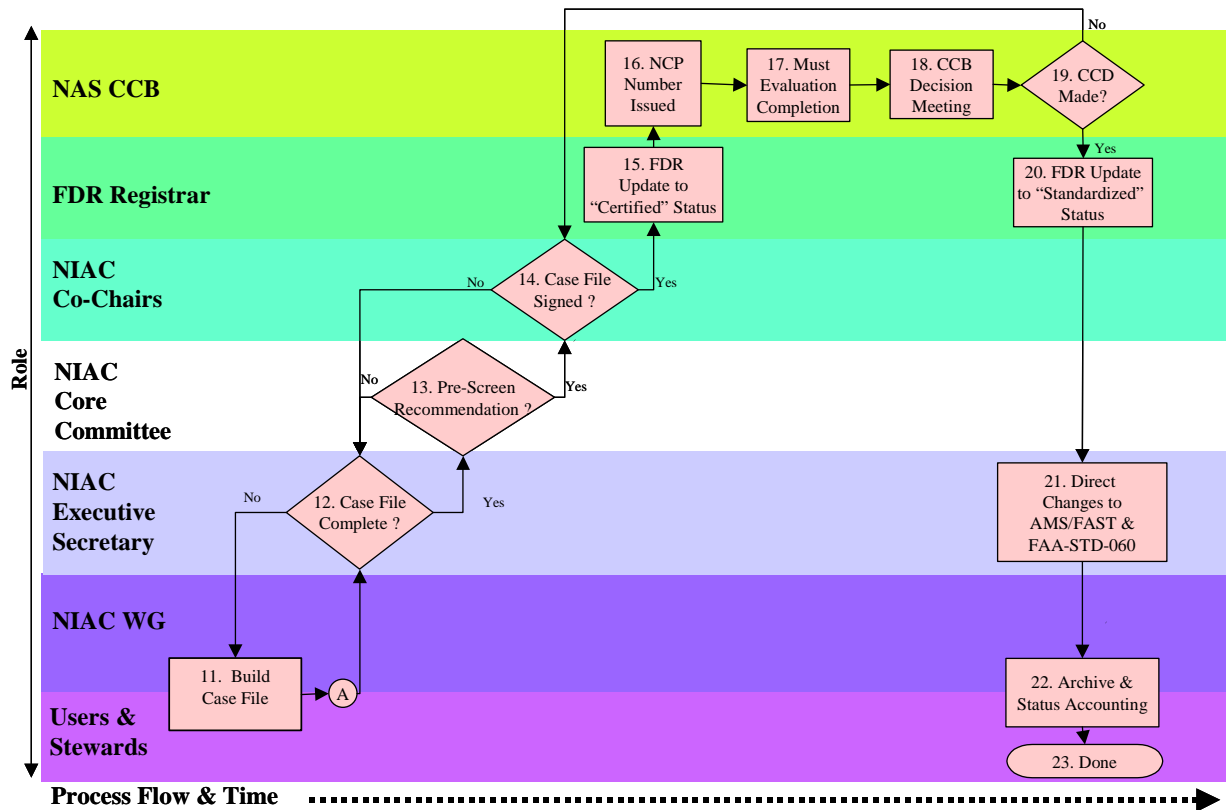 No
NAS CCB
16. NCP
Number
Issued
17. Must
Evaluation
Completion
18. CCB
Decision
Meeting
19. CCD
Made?
Yes
FDR Registrar
15. FDR
Update to
“Certified” Status
20. FDR Update
to “Standardized”
Status
NIAC
Co-Chairs
No
14. Case File
Signed ?
Yes
Role
NIAC
Core
Committee
No
13. Pre-Screen
Recommendation ?
Yes
NIAC
Executive
Secretary
No
12. Case File
Complete ?
Yes
21. Direct
Changes to
AMS/FAST &
FAA-STD-060
NIAC WG
11. Build
Case File
A
22. Archive &
Status Accounting
Users &
Stewards
23. Done
Process Flow & Time